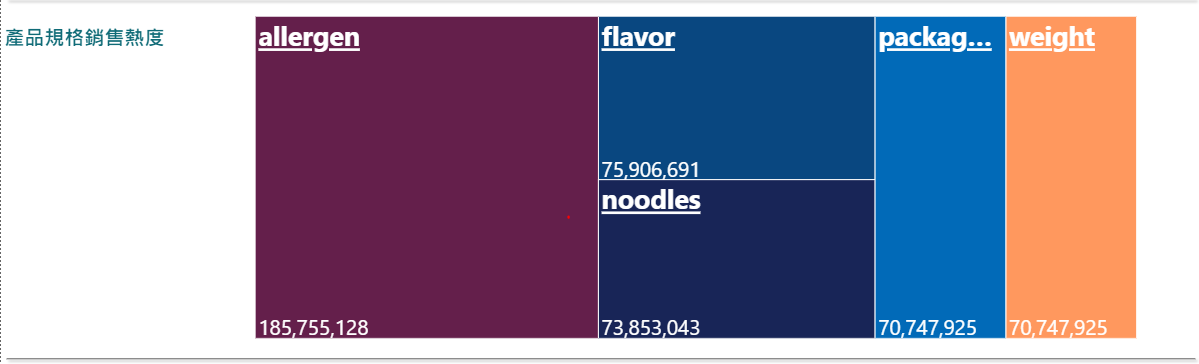 產品規格銷售熱度
allergen
185,755,128
flavor
75,906,691
noodles
73,853,043
packag...
70,747,925
weight
70,747,925